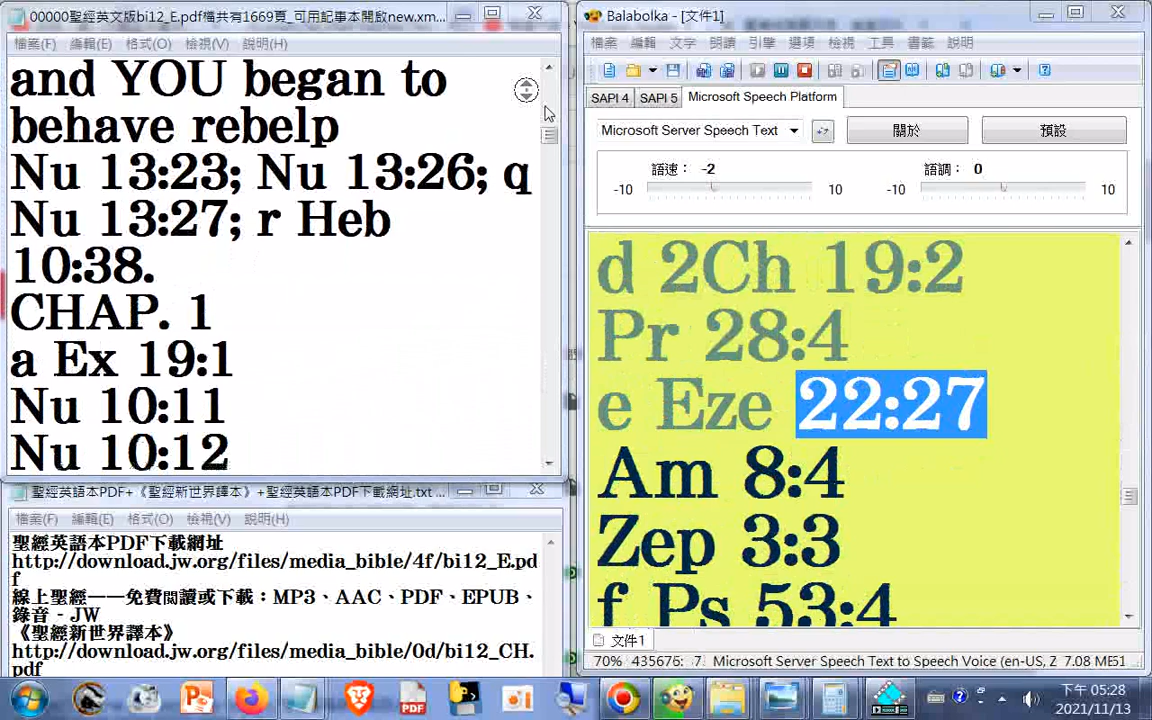 00000聖經英文版bi12_E.pdf檔共有1669頁_可用記事本開啟new.xm...
檔案(F) 編輯(E) 格式(O) 檢視(V) 說明(H)
and YOU began to
behave rebelp
Nu 13:23; Nu 13:26; q
Nu 13:27; r Heb
10:38.
CHAP. 1
a Ex 19:1
Nu 10:11
Nu 10:12
聖經英語本PDF+《聖經新世界譯本》+聖經英語本PDF下載網址.txt ...
檔案(F) 編輯(E) 格式(O) 檢視(V) 說明(H)
聖經英語本PDF下載網址
http://download.jw.org/files/media_bible/4f/bi12_E.pd
f
線上聖經——免費閱讀或下載：MP3、AAC、PDF、EPUB、
錄音 - JW
《聖經新世界譯本》
http://download.jw.org/files/media_bible/0d/bi12_CH.
pdf
Balabolka - [文件1]
檔案 編輯 文字 朗讀 引擎 選項 檢視 工具 書籤 說明
SAPI 4 SAPI 5 Microsoft Speech Platform
Microsoft Server Speech Text 關於 預設
語速： -2 語調： 0
-10 10 -10 10
d 2Ch 19:2
Pr 28:4
e Eze 22:27
Am 8:4
Zep 3:3
f Ps 53:4
文件1
70% 435676: 7. Microsoft Server Speech Text to Speech Voice (en-US, Z 7.08 ME51
下午 05:28
2021/11/13